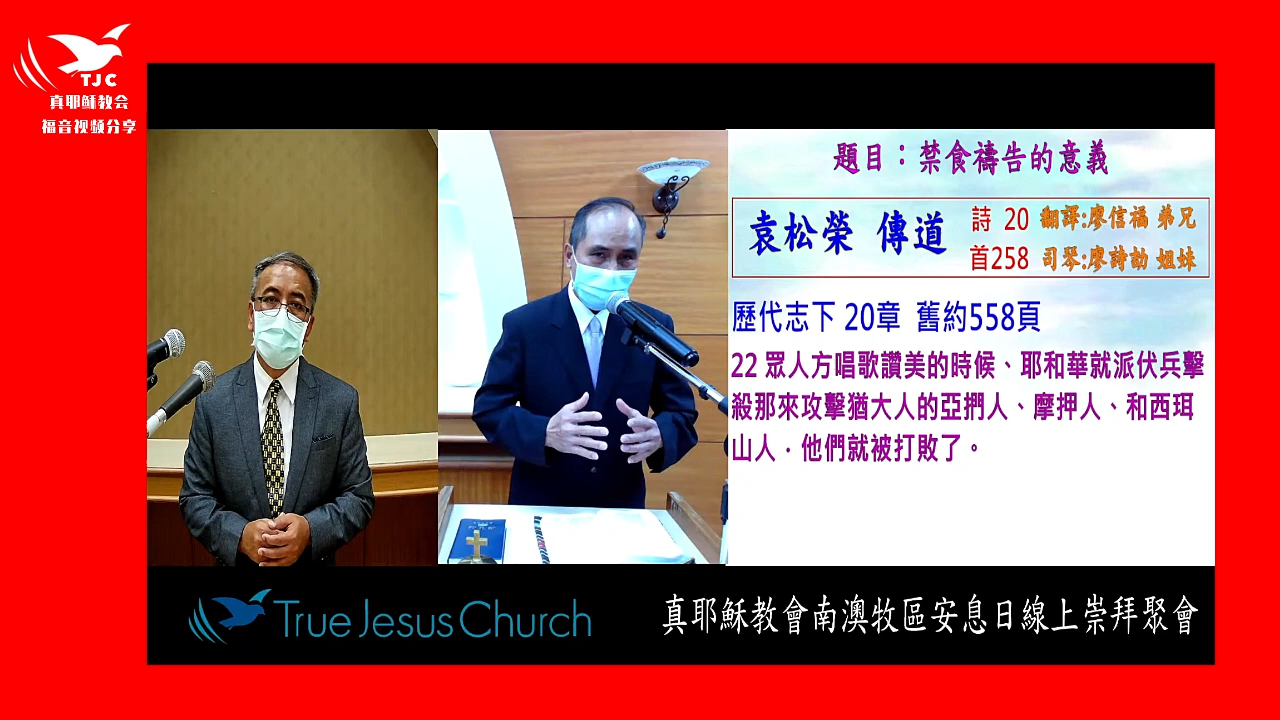 TJC
真耶稣教会
福音视频分享
題目：禁食禱告的意義
袁松榮 傳道
詩 20 翻譯:廖信福 弟兄
首258 司琴:廖詩劼 姐妹
歷代志下 20章 舊約558頁
22 眾人方唱歌讚美的時候、耶和華就派伏兵擊
殺那來攻擊猶大人的亞捫人、摩押人、和西珥
山人．他們就被打敗了。
True Jesus Church
真耶穌教會南澳牧區安息日線上崇拜聚會